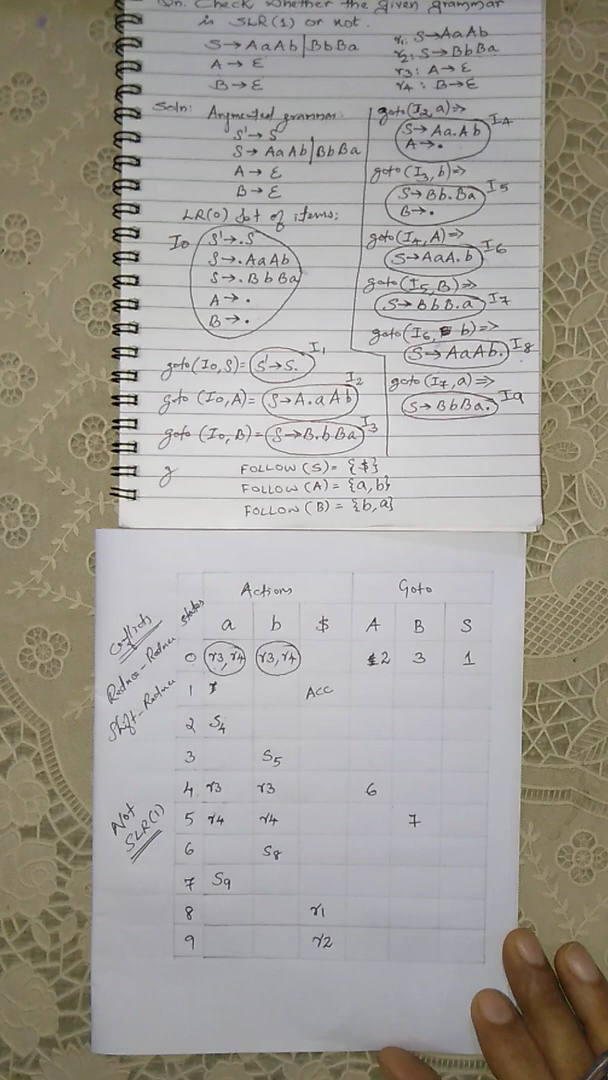 Qn. Check whether the given grammar
is SLR(1) or not.
S → AaAb | BbBa
A → ε
B → ε
r1: S → AaAb
r2: S → BbBa
r3: A → ε
r4: B → ε
Soln: Augmented grammar:
S' → S
S → AaAb | BbBa
A → ε
B → ε
LR(0) set of items:
I0
S' → .S
S → .AaAb
S → .BbBa
A → .
B → .
goto(I0,S) = S' → S. I1
goto (I0,A) = S → A.aAb I2
goto (I0,B) = S → B.bBa I3
goto(I2,a) => I4
S → Aa.Ab
A → .
goto (I3,b) => I5
S → Bb.Ba
B → .
goto(I4,A) => I6
S → AaA.b
goto(I5,B) =>
S → BbB.a I7
goto(I6, b) =>
S → AaAb. I8
goto(I7,a) =>
S → BbBa. I9
FOLLOW (S) = {$}
FOLLOW (A) = {a,b}
FOLLOW (B) = {b,a}
Conflicts
Reduce-Reduce
Shift-Reduce
Not
SLR(1)
States Actions Goto
a b $ A B S
0 r3,r4 r3,r4 2 3 1
1 Acc
2 S4
3 S5
4 r3 r3 6
5 r4 r4 7
6 S8
7 S9
8 r1
9 r2